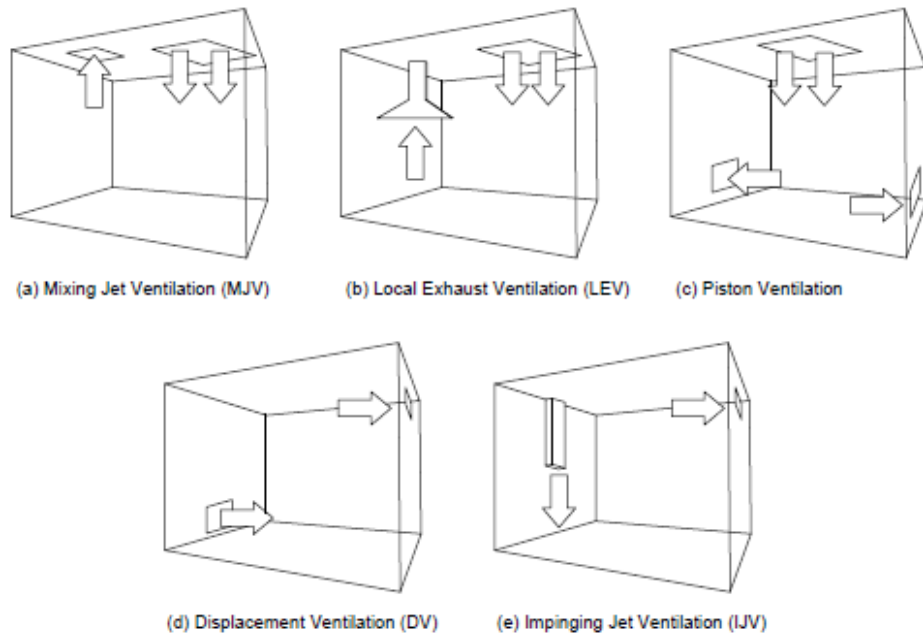 (a) Mixing Jet Ventilation (MJV)
(b) Local Exhaust Ventilation (LEV)
(c) Piston Ventilation
(d) Displacement Ventilation (DV)
(e) Impinging Jet Ventilation (IJV)